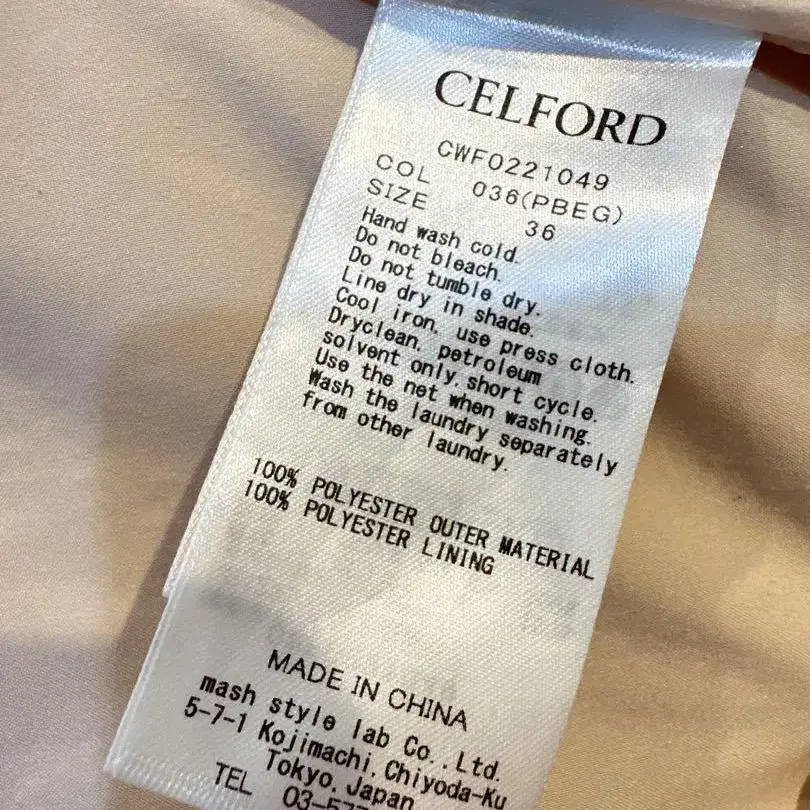 CELFORD
CWF0221049
COL 036(PBEG)
SIZE 36
Hand wash cold.
Do not bleach.
Do not tumble dry.
Line dry in shade.
Cool iron, use press cloth.
Dryclean, petroleum
solvent only,short cycle.
Use the net when washing.
Wash the laundry separately
from other laundry.
100% POLYESTER OUTER MATERIAL
100% POLYESTER LINING
MADE IN CHINA
mash style lab Co.,Ltd.
5-7-1 Kojimachi,Chiyoda-Ku
Tokyo,Japan
TEL 03-577